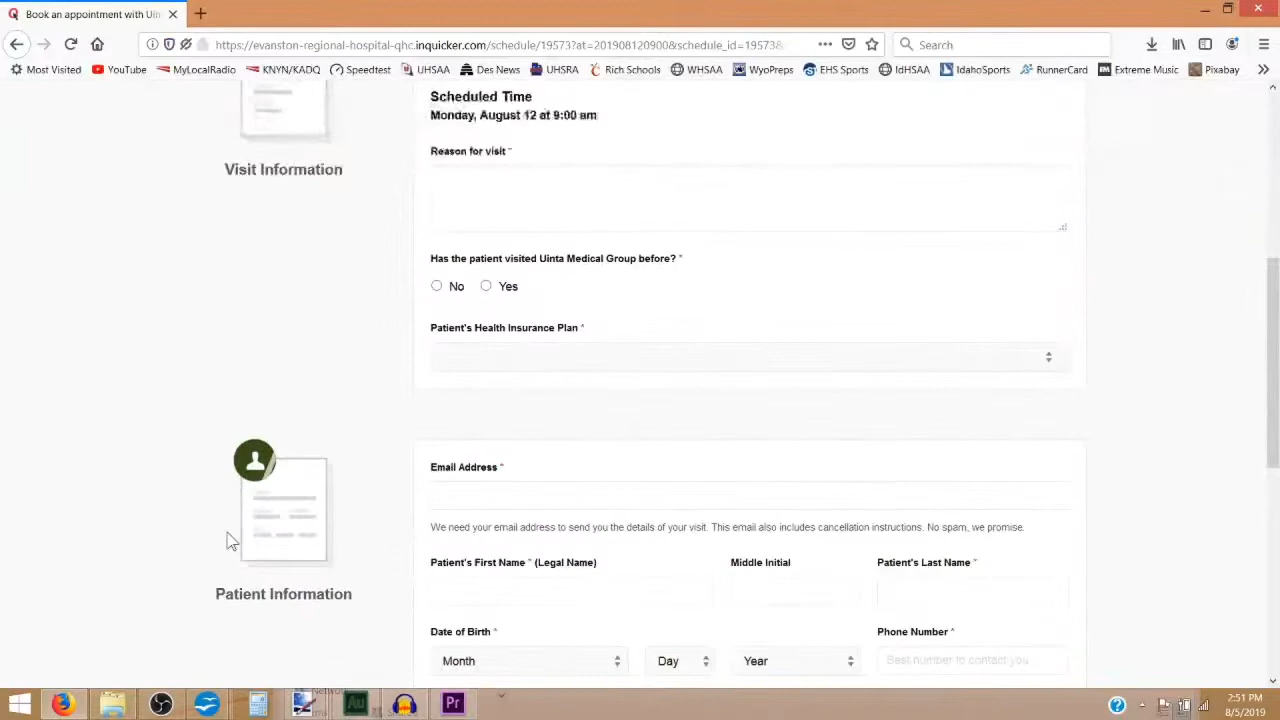 Book an appointment with Uin
https://evanston-regional-hospital-qhc.inquicker.com/schedule/19573?at=201908120900&schedule_id=19573&
Search
Most Visited YouTube MyLocalRadio KNYN/KADQ Speedtest UHSAA Des News UHSRA Rich Schools WHSAA WyoPreps EHS Sports IdHSAA IdahoSports RunnerCard Extreme Music Pixabay
Scheduled Time
Monday, August 12 at 9:00 am
Visit Information
Reason for visit *
Has the patient visited Uinta Medical Group before? *
No Yes
Patient's Health Insurance Plan *
Email Address *
We need your email address to send you the details of your visit. This email also includes cancellation instructions. No spam, we promise.
Patient's First Name * (Legal Name) Middle Initial Patient's Last Name *
Patient Information
Date of Birth * Phone Number *
Month Day Year Best number to contact you
Au Pr
2:51 PM
8/5/2019